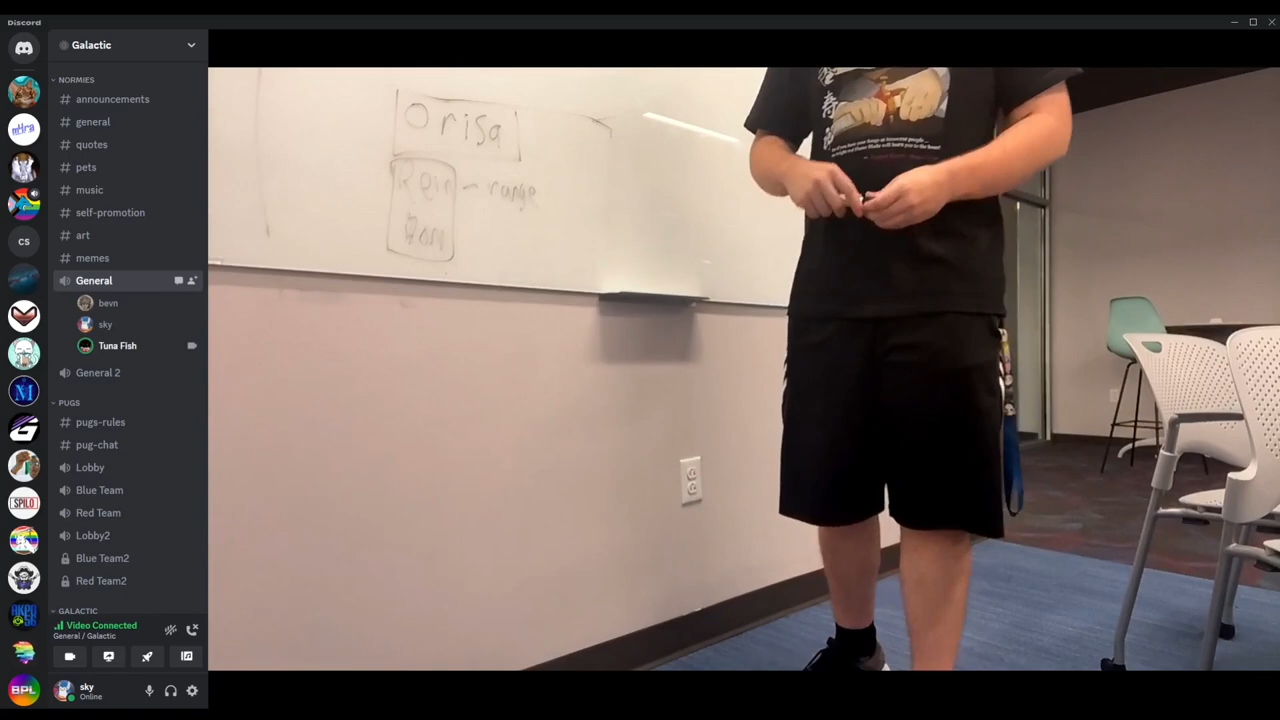 Discord
Galactic
NORMIES
announcements
general
quotes
pets
music
self-promotion
art
memes
General
bevn
sky
Tuna Fish
General 2
PUGS
pugs-rules
pug-chat
Lobby
Blue Team
Red Team
Lobby2
Blue Team2
Red Team2
GALACTIC
Video Connected
General / Galactic
sky
Online
CS
SPILO
BPL
Orisa
Rein - range